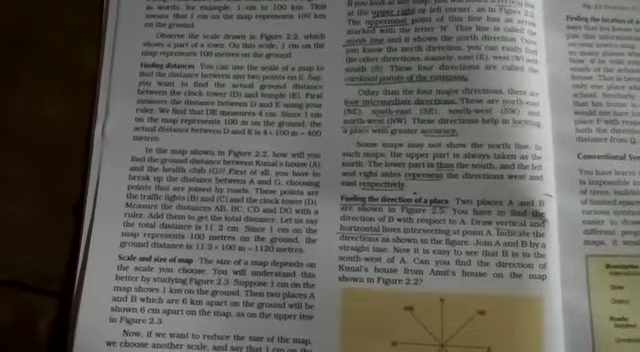 in words, for example, 1 cm to 100 km. This
means that 1 cm on the map represents 100 km
on the ground.
Observe the scale drawn in Figure 2.2, which
shows a part of a town. On this scale, 1 cm on the
map represents 100 metres on the ground.
Finding distances You can use the scale of a map to
find the distance between any two points on it. Say,
you want to find the actual ground distance
between the clock tower (D) and temple (E). First
measure the distance between D and E using your
ruler. We find that DE measures 4 cm. Since 1 cm
on the map represents 100 m on the ground, the
actual distance between D and E is 4 x 100 m = 400
metres.
In the map shown in Figure 2.2, how will you
find the ground distance between Kunal's house (A)
and the health club (G)? First of all, you have to
break up the distance between A and G, choosing
points that are joined by roads. These points are
the traffic lights (B) and (C) and the clock tower (D).
Measure the distances AB, BC, CD and DG with a
ruler. Add them to get the total distance. Let us say
the total distance is 11.2 cm. Since 1 cm on the
map represents 100 metres on the ground, the
ground distance is 11.2 x 100 m = 1120 metres.
Scale and size of map The size of a map depends on
the scale you choose. You will understand this
better by studying Figure 2.3. Suppose 1 cm on the
map shows 1 km on the ground. Then two places A
and B which are 6 km apart on the ground will be
shown 6 cm apart on the map, as on the upper line
in Figure 2.3.
Now, if we want to reduce the size of the map,
we choose another scale, and say that 1 cm on the
If you look at any map, you will
at the upper right or left corner, as in Figure 2.2.
The uppermost point of this line has an arrow
marked with the letter 'N'. This line is called the
north line and it shows the north direction. Once
you know the north direction, you can easily find
the other directions, namely, east (E), west (W) and
south (S). These four directions are called the
cardinal points of the compass.
Other than the four major directions, there are
four intermediate directions. These are north-east
(NE), south-east (SE), south-west (SW) and
north-west (NW). These directions help in locating
a place with greater accuracy.
Some maps may not show the north line. In
such maps, the upper part is always taken as the
north. The lower part is thus the south, and the left
and right sides represent the directions west and
east respectively.
Finding the direction of a place Two places A and B
are shown in Figure 2.5. You have to find the
direction of B with respect to A. Draw vertical and
horizontal lines intersecting at point A. Indicate the
directions as shown in the figure. Join A and B by a
straight line. Now it is easy to see that B is to the
south-west of A. Can you find the direction of
Kunal's house from Amit's house on the map
shown in Figure 2.2?
N
NW
NE
Finding the location of
Conventional
You have learnt
is impossible
of trees, build
of limited space
various
easier to
different peop
maps, it
Boundaries
Roads